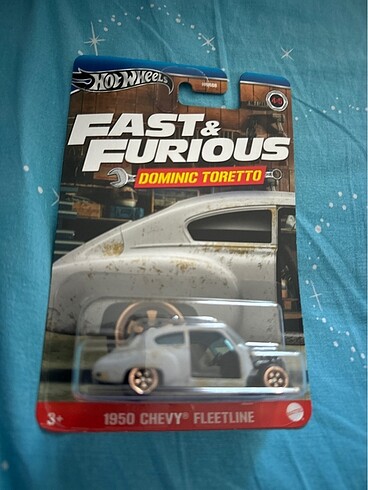 Hot Wheels
FAST &
FURIOUS
DOMINIC TORETTO
3+
1950 CHEVY® FLEETLINE